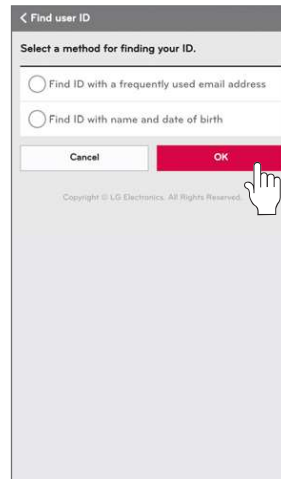 < Find user ID
Select a method for finding your ID.
Find ID with a frequently used email address
Find ID with name and date of birth
Cancel OK
Copyright © LG Electronics. All Rights Reserved.